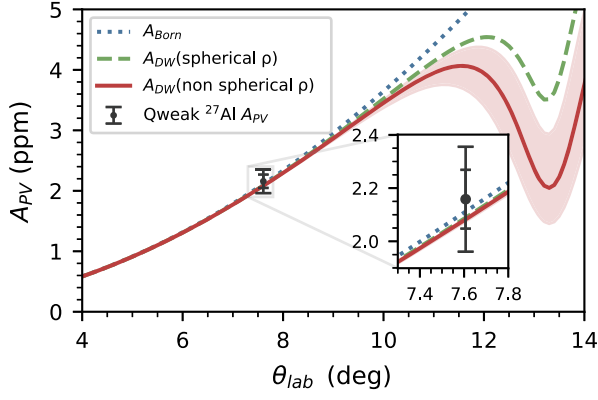 5
4
3
2
1
0
A_PV (ppm)
A_Born
A_DW(spherical ρ)
A_DW(non spherical ρ)
Qweak ²⁷Al A_PV
2.4
2.2
2.0
7.4 7.6 7.8
4 6 8 10 12 14
θ_lab (deg)